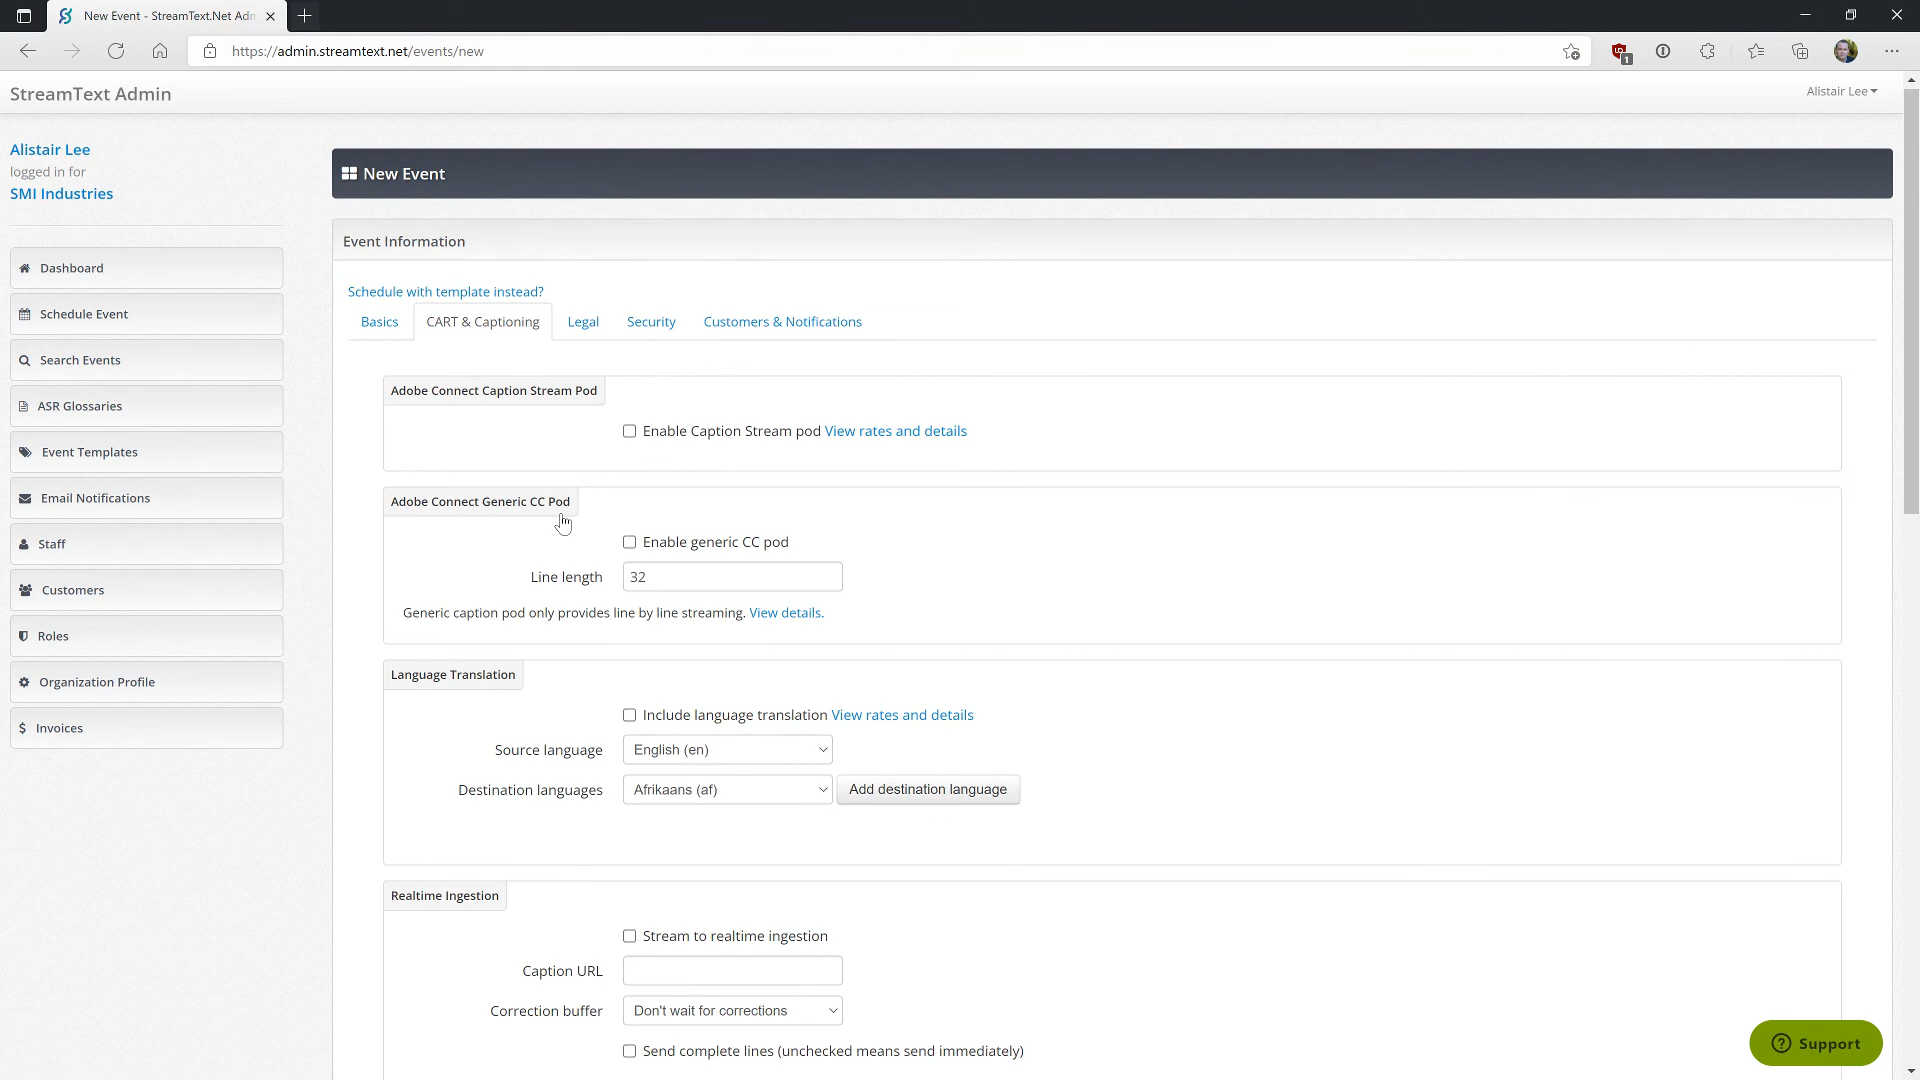 New Event - StreamText.Net Adm
https://admin.streamtext.net/events/new
1
StreamText Admin
Alistair Lee
Alistair Lee
logged in for
SMI Industries
Dashboard
Schedule Event
Search Events
ASR Glossaries
Event Templates
Email Notifications
Staff
Customers
Roles
Organization Profile
Invoices
New Event
Event Information
Schedule with template instead?
Basics CART & Captioning Legal Security Customers & Notifications
Adobe Connect Caption Stream Pod
Enable Caption Stream pod View rates and details
Adobe Connect Generic CC Pod
Enable generic CC pod
Line length 32
Generic caption pod only provides line by line streaming. View details.
Language Translation
Include language translation View rates and details
Source language English (en)
Destination languages Afrikaans (af) Add destination language
Realtime Ingestion
Stream to realtime ingestion
Caption URL
Correction buffer Don't wait for corrections
Send complete lines (unchecked means send immediately)
Support